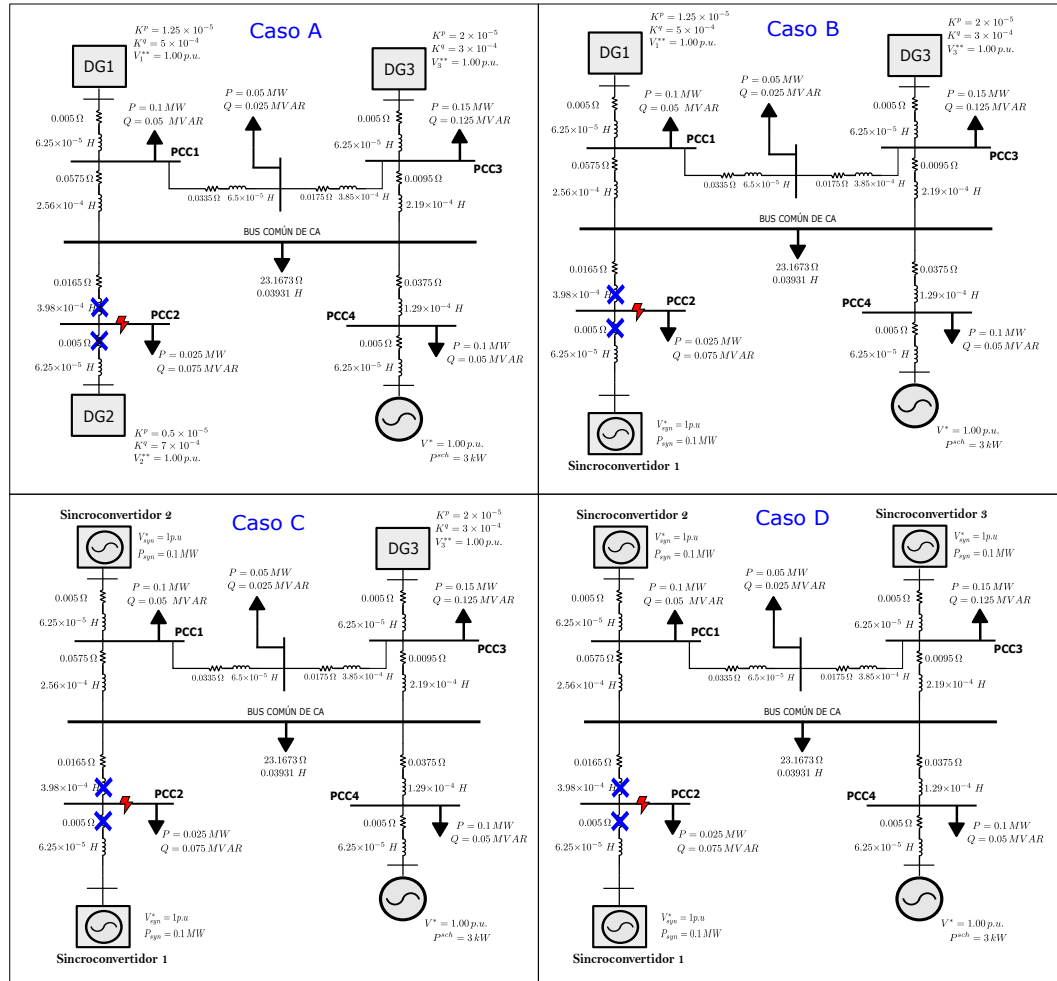 Caso A
K^p = 1.25 × 10^-5
K^q = 5 × 10^-4
V_1^** = 1.00 p.u.
DG1
K^p = 2 × 10^-5
K^q = 3 × 10^-4
V_3^** = 1.00 p.u.
DG3
P = 0.05 MW
Q = 0.025 MVAR
P = 0.1 MW
Q = 0.05 MVAR
P = 0.15 MW
Q = 0.125 MVAR
0.005 Ω
6.25×10^-5 H
PCC1
0.005 Ω
6.25×10^-5 H
PCC3
0.0575 Ω
2.56×10^-4 H
0.0335 Ω
6.5×10^-5 H
0.0175 Ω
3.85×10^-4 H
0.0095 Ω
2.19×10^-4 H
BUS COMÚN DE CA
23.1673 Ω
0.03931 H
0.0165 Ω
3.98×10^-4 H
PCC2
0.005 Ω
6.25×10^-5 H
P = 0.025 MW
Q = 0.075 MVAR
DG2
K^p = 0.5 × 10^-5
K^q = 7 × 10^-4
V_2^** = 1.00 p.u.
0.0375 Ω
1.29×10^-4 H
PCC4
0.005 Ω
6.25×10^-5 H
P = 0.1 MW
Q = 0.05 MVAR
V^* = 1.00 p.u.
P^sch = 3 kW
Caso B
K^p = 1.25 × 10^-5
K^q = 5 × 10^-4
V_1^** = 1.00 p.u.
DG1
K^p = 2 × 10^-5
K^q = 3 × 10^-4
V_3^** = 1.00 p.u.
DG3
P = 0.05 MW
Q = 0.025 MVAR
P = 0.1 MW
Q = 0.05 MVAR
P = 0.15 MW
Q = 0.125 MVAR
0.005 Ω
6.25×10^-5 H
PCC1
0.005 Ω
6.25×10^-5 H
PCC3
0.0575 Ω
2.56×10^-4 H
0.0335 Ω
6.5×10^-5 H
0.0175 Ω
3.85×10^-4 H
0.0095 Ω
2.19×10^-4 H
BUS COMÚN DE CA
23.1673 Ω
0.03931 H
0.0165 Ω
3.98×10^-4 H
PCC2
0.005 Ω
6.25×10^-5 H
P = 0.025 MW
Q = 0.075 MVAR
V_syn^* = 1p.u
P_syn = 0.1 MW
Sincroconvertidor 1
0.0375 Ω
1.29×10^-4 H
PCC4
0.005 Ω
6.25×10^-5 H
P = 0.1 MW
Q = 0.05 MVAR
V^* = 1.00 p.u.
P^sch = 3 kW
Caso C
Sincroconvertidor 2
V_syn^* = 1p.u
P_syn = 0.1 MW
K^p = 2 × 10^-5
K^q = 3 × 10^-4
V_3^** = 1.00 p.u.
DG3
P = 0.05 MW
Q = 0.025 MVAR
P = 0.1 MW
Q = 0.05 MVAR
P = 0.15 MW
Q = 0.125 MVAR
0.005 Ω
6.25×10^-5 H
PCC1
0.005 Ω
6.25×10^-5 H
PCC3
0.0575 Ω
2.56×10^-4 H
0.0335 Ω
6.5×10^-5 H
0.0175 Ω
3.85×10^-4 H
0.0095 Ω
2.19×10^-4 H
BUS COMÚN DE CA
23.1673 Ω
0.03931 H
0.0165 Ω
3.98×10^-4 H
PCC2
0.005 Ω
6.25×10^-5 H
P = 0.025 MW
Q = 0.075 MVAR
V_syn^* = 1p.u
P_syn = 0.1 MW
Sincroconvertidor 1
0.0375 Ω
1.29×10^-4 H
PCC4
0.005 Ω
6.25×10^-5 H
P = 0.1 MW
Q = 0.05 MVAR
V^* = 1.00 p.u.
P^sch = 3 kW
Caso D
Sincroconvertidor 2
V_syn^* = 1p.u
P_syn = 0.1 MW
Sincroconvertidor 3
V_syn^* = 1p.u
P_syn = 0.1 MW
P = 0.05 MW
Q = 0.025 MVAR
P = 0.1 MW
Q = 0.05 MVAR
P = 0.15 MW
Q = 0.125 MVAR
0.005 Ω
6.25×10^-5 H
PCC1
0.005 Ω
6.25×10^-5 H
PCC3
0.0575 Ω
2.56×10^-4 H
0.0335 Ω
6.5×10^-5 H
0.0175 Ω
3.85×10^-4 H
0.0095 Ω
2.19×10^-4 H
BUS COMÚN DE CA
23.1673 Ω
0.03931 H
0.0165 Ω
3.98×10^-4 H
PCC2
0.005 Ω
6.25×10^-5 H
P = 0.025 MW
Q = 0.075 MVAR
V_syn^* = 1p.u
P_syn = 0.1 MW
Sincroconvertidor 1
0.0375 Ω
1.29×10^-4 H
PCC4
0.005 Ω
6.25×10^-5 H
P = 0.1 MW
Q = 0.05 MVAR
V^* = 1.00 p.u.
P^sch = 3 kW